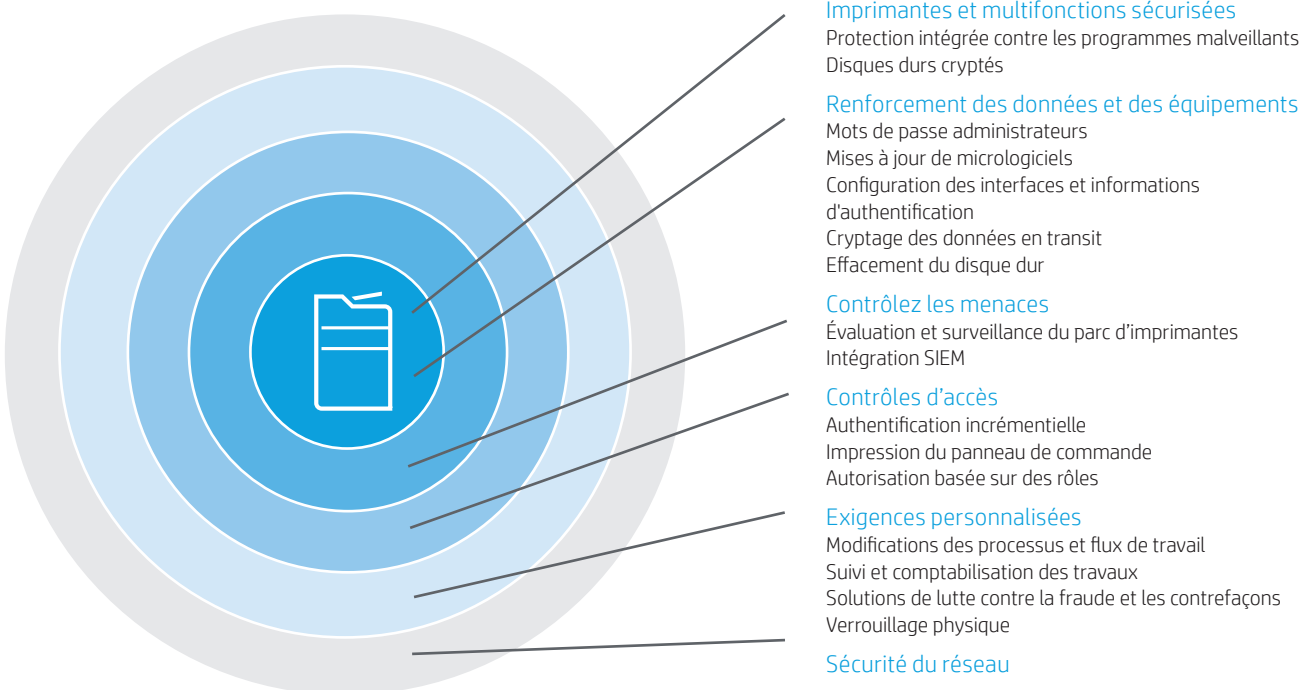 Imprimantes et multifonctions sécurisées
Protection intégrée contre les programmes malveillants
Disques durs cryptés
Renforcement des données et des équipements
Mots de passe administrateurs
Mises à jour de micrologiciels
Configuration des interfaces et informations
d'authentification
Cryptage des données en transit
Effacement du disque dur
Contrôlez les menaces
Évaluation et surveillance du parc d’imprimantes
Intégration SIEM
Contrôles d’accès
Authentification incrémentielle
Impression du panneau de commande
Autorisation basée sur des rôles
Exigences personnalisées
Modifications des processus et flux de travail
Suivi et comptabilisation des travaux
Solutions de lutte contre la fraude et les contrefaçons
Verrouillage physique
Sécurité du réseau